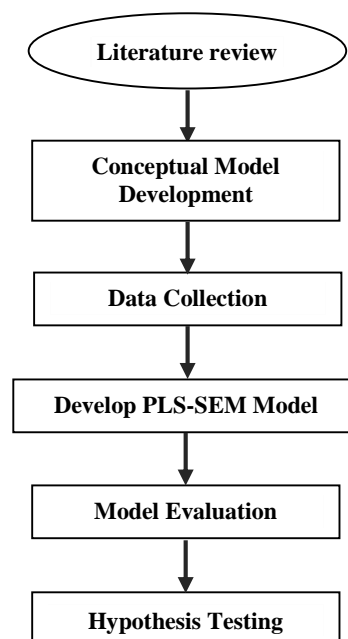 Literature review
Conceptual Model
Development
Data Collection
Develop PLS-SEM Model
Model Evaluation
Hypothesis Testing